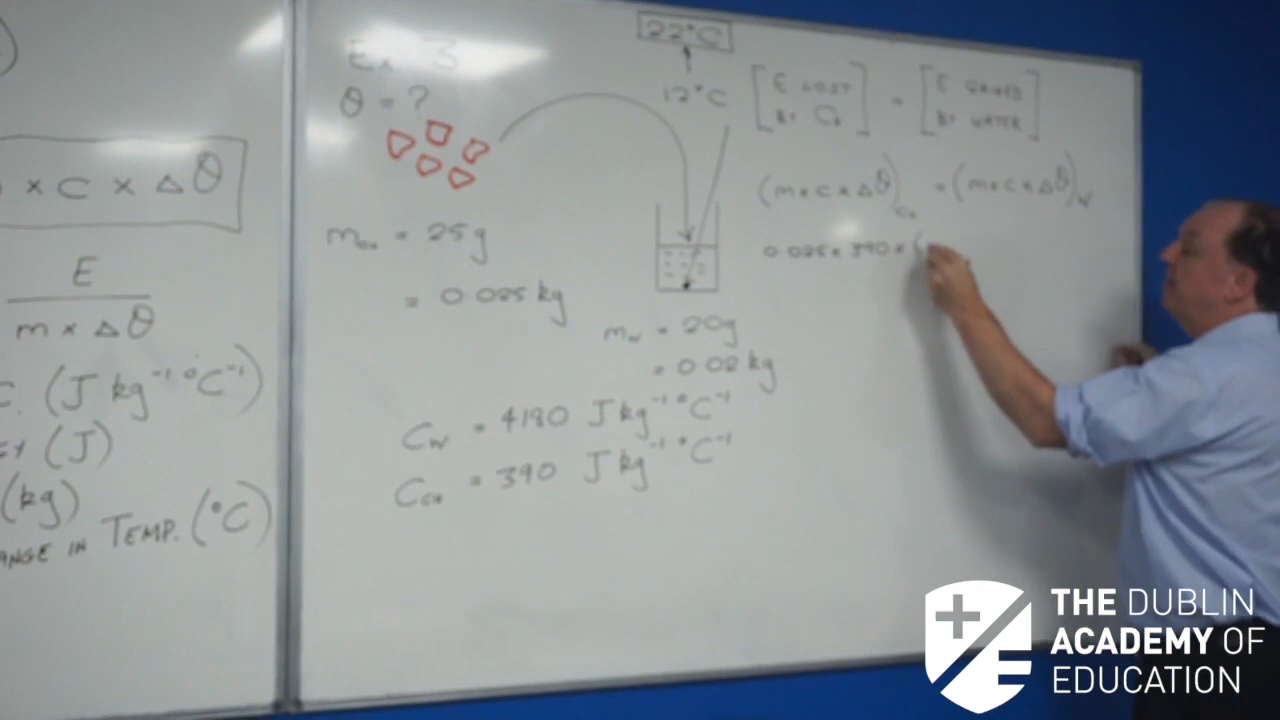 × C × Δθ
E
m × Δθ
C. (J kg⁻¹ °C⁻¹)
(J)
(kg)
ANGE IN TEMP. (°C)
Ex. 3
θ = ?
m_Cu = 25g
= 0.025 kg
22°C
12°C
m_w = 20g
= 0.02 kg
C_w = 4180 J kg⁻¹ °C⁻¹
C_Cu = 390 J kg⁻¹ °C⁻¹
[E LOST BY Cu] = [E GAINED BY WATER]
(m × C × Δθ)_Cu = (m × C × Δθ)_w
0.025 × 390 × (
THE DUBLIN
ACADEMY OF
EDUCATION